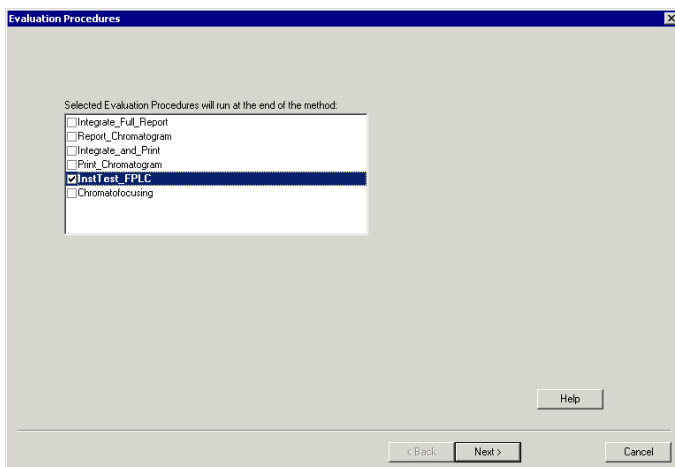 Evaluation Procedures
Selected Evaluation Procedures will run at the end of the method:
Integrate_Full_Report
Report_Chromatogram
Integrate_and_Print
Print_Chromatogram
InstTest_FPLC
Chromatofocusing
Help
< Back Next > Cancel